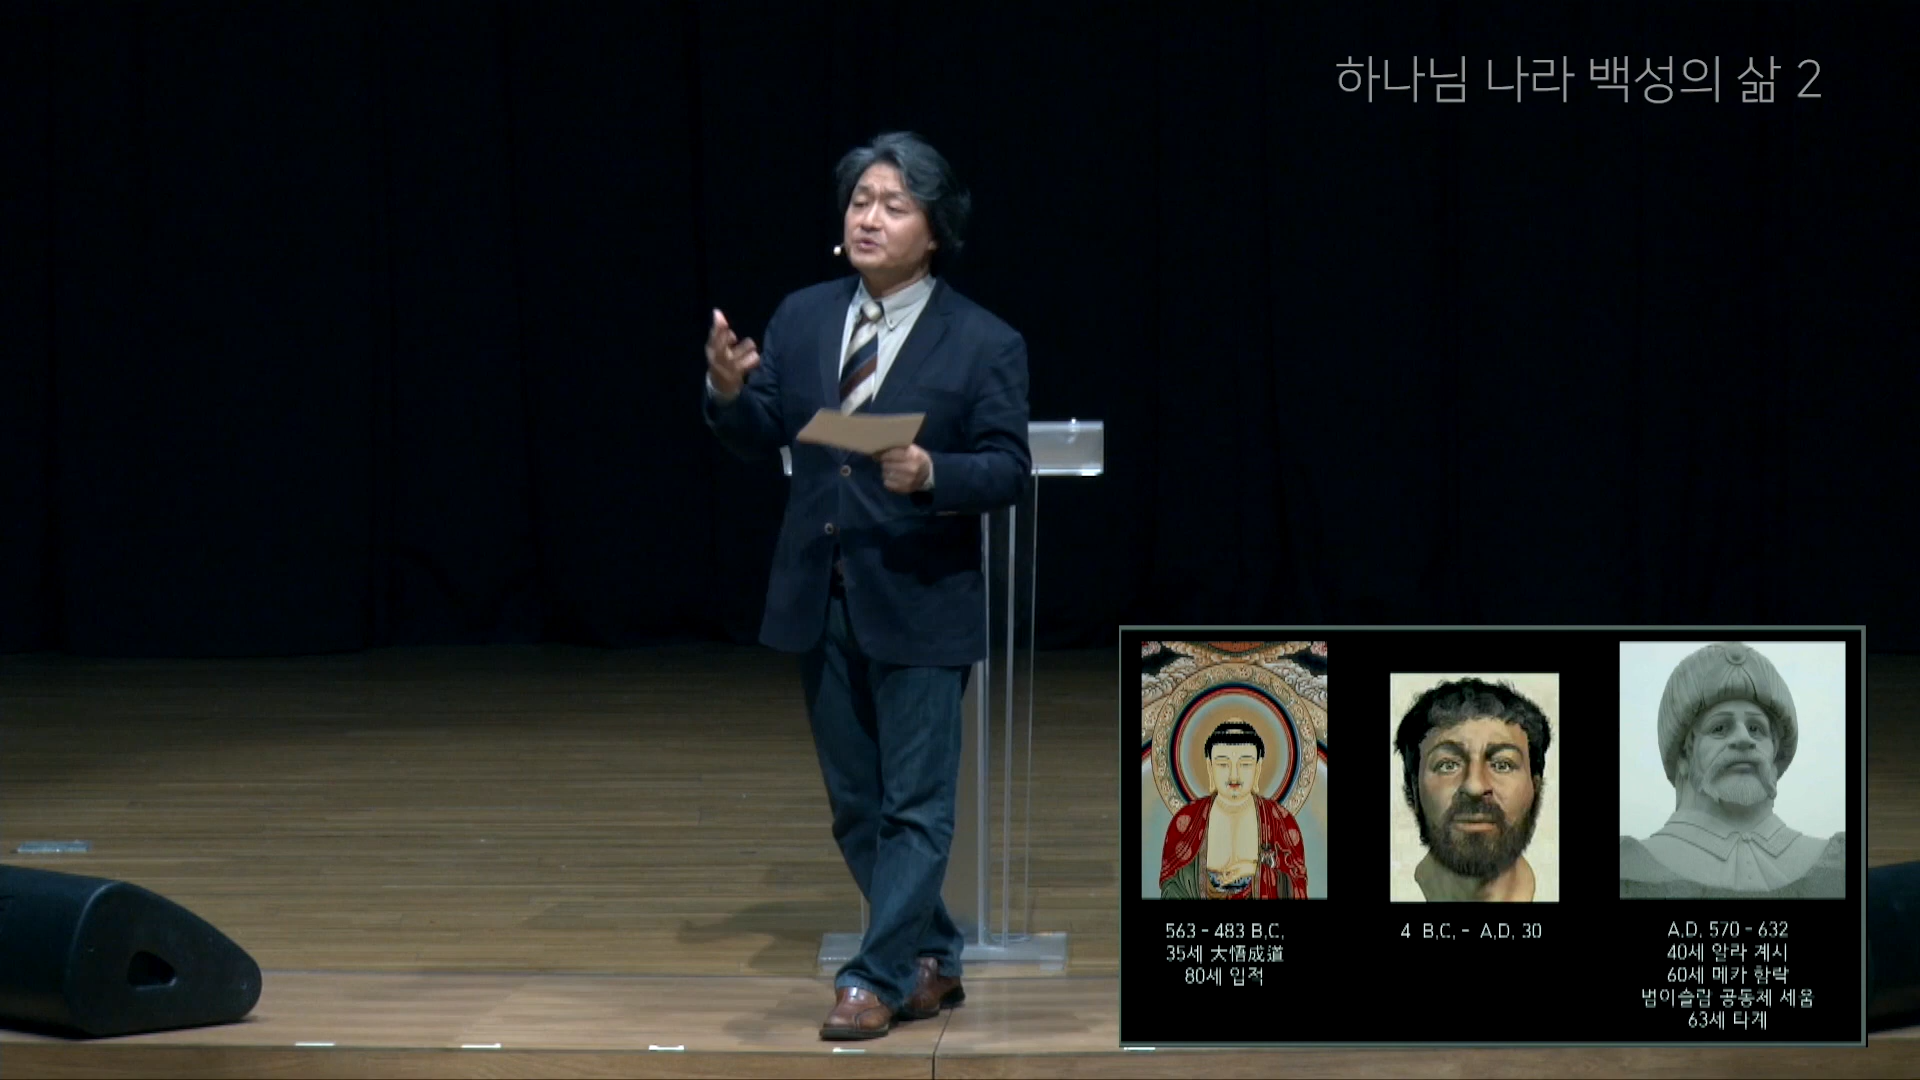 하나님 나라 백성의 삶 2
563 - 483 B.C.
35세 大悟成道
80세 입적
4 B.C. - A.D. 30
A.D. 570 - 632
40세 알라 계시
60세 메카 함락
범이슬림 공동체 세움
63세 타계